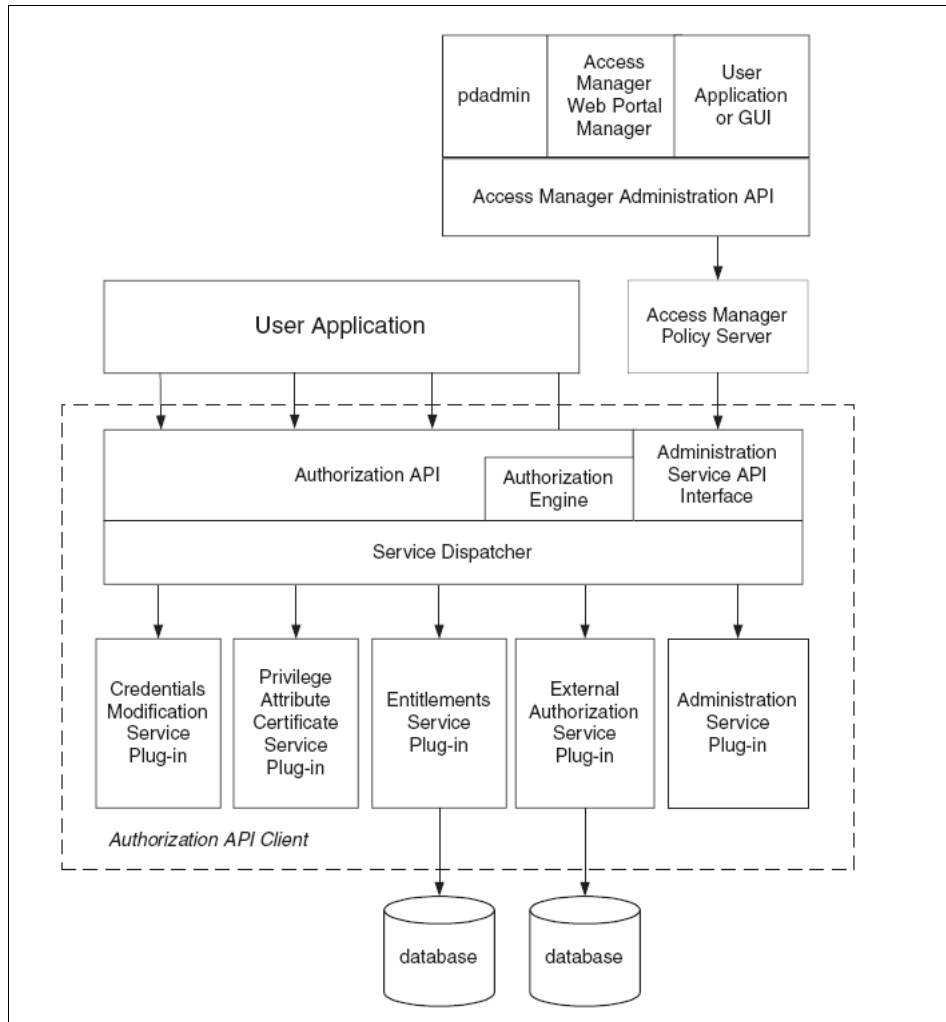 pdadmin
Access
Manager
Web Portal
Manager
User
Application
or GUI
Access Manager Administration API
User Application
Access Manager
Policy Server
Authorization API
Authorization
Engine
Administration
Service API
Interface
Service Dispatcher
Credentials
Modification
Service
Plug-in
Privilege
Attribute
Certificate
Service
Plug-in
Entitlements
Service
Plug-in
External
Authorization
Service
Plug-in
Administration
Service
Plug-in
Authorization API Client
database
database